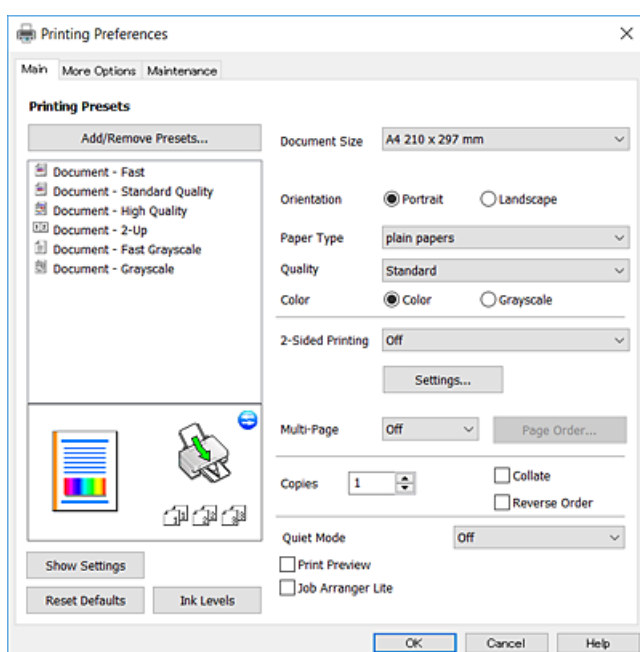 Printing Preferences
Main More Options Maintenance
Printing Presets
Add/Remove Presets...
Document - Fast
Document - Standard Quality
Document - High Quality
Document - 2-Up
Document - Fast Grayscale
Document - Grayscale
Show Settings
Reset Defaults Ink Levels
Document Size A4 210 x 297 mm
Orientation Portrait Landscape
Paper Type plain papers
Quality Standard
Color Color Grayscale
2-Sided Printing Off
Settings...
Multi-Page Off Page Order...
Copies 1 Collate
Reverse Order
Quiet Mode Off
Print Preview
Job Arranger Lite
OK Cancel Help